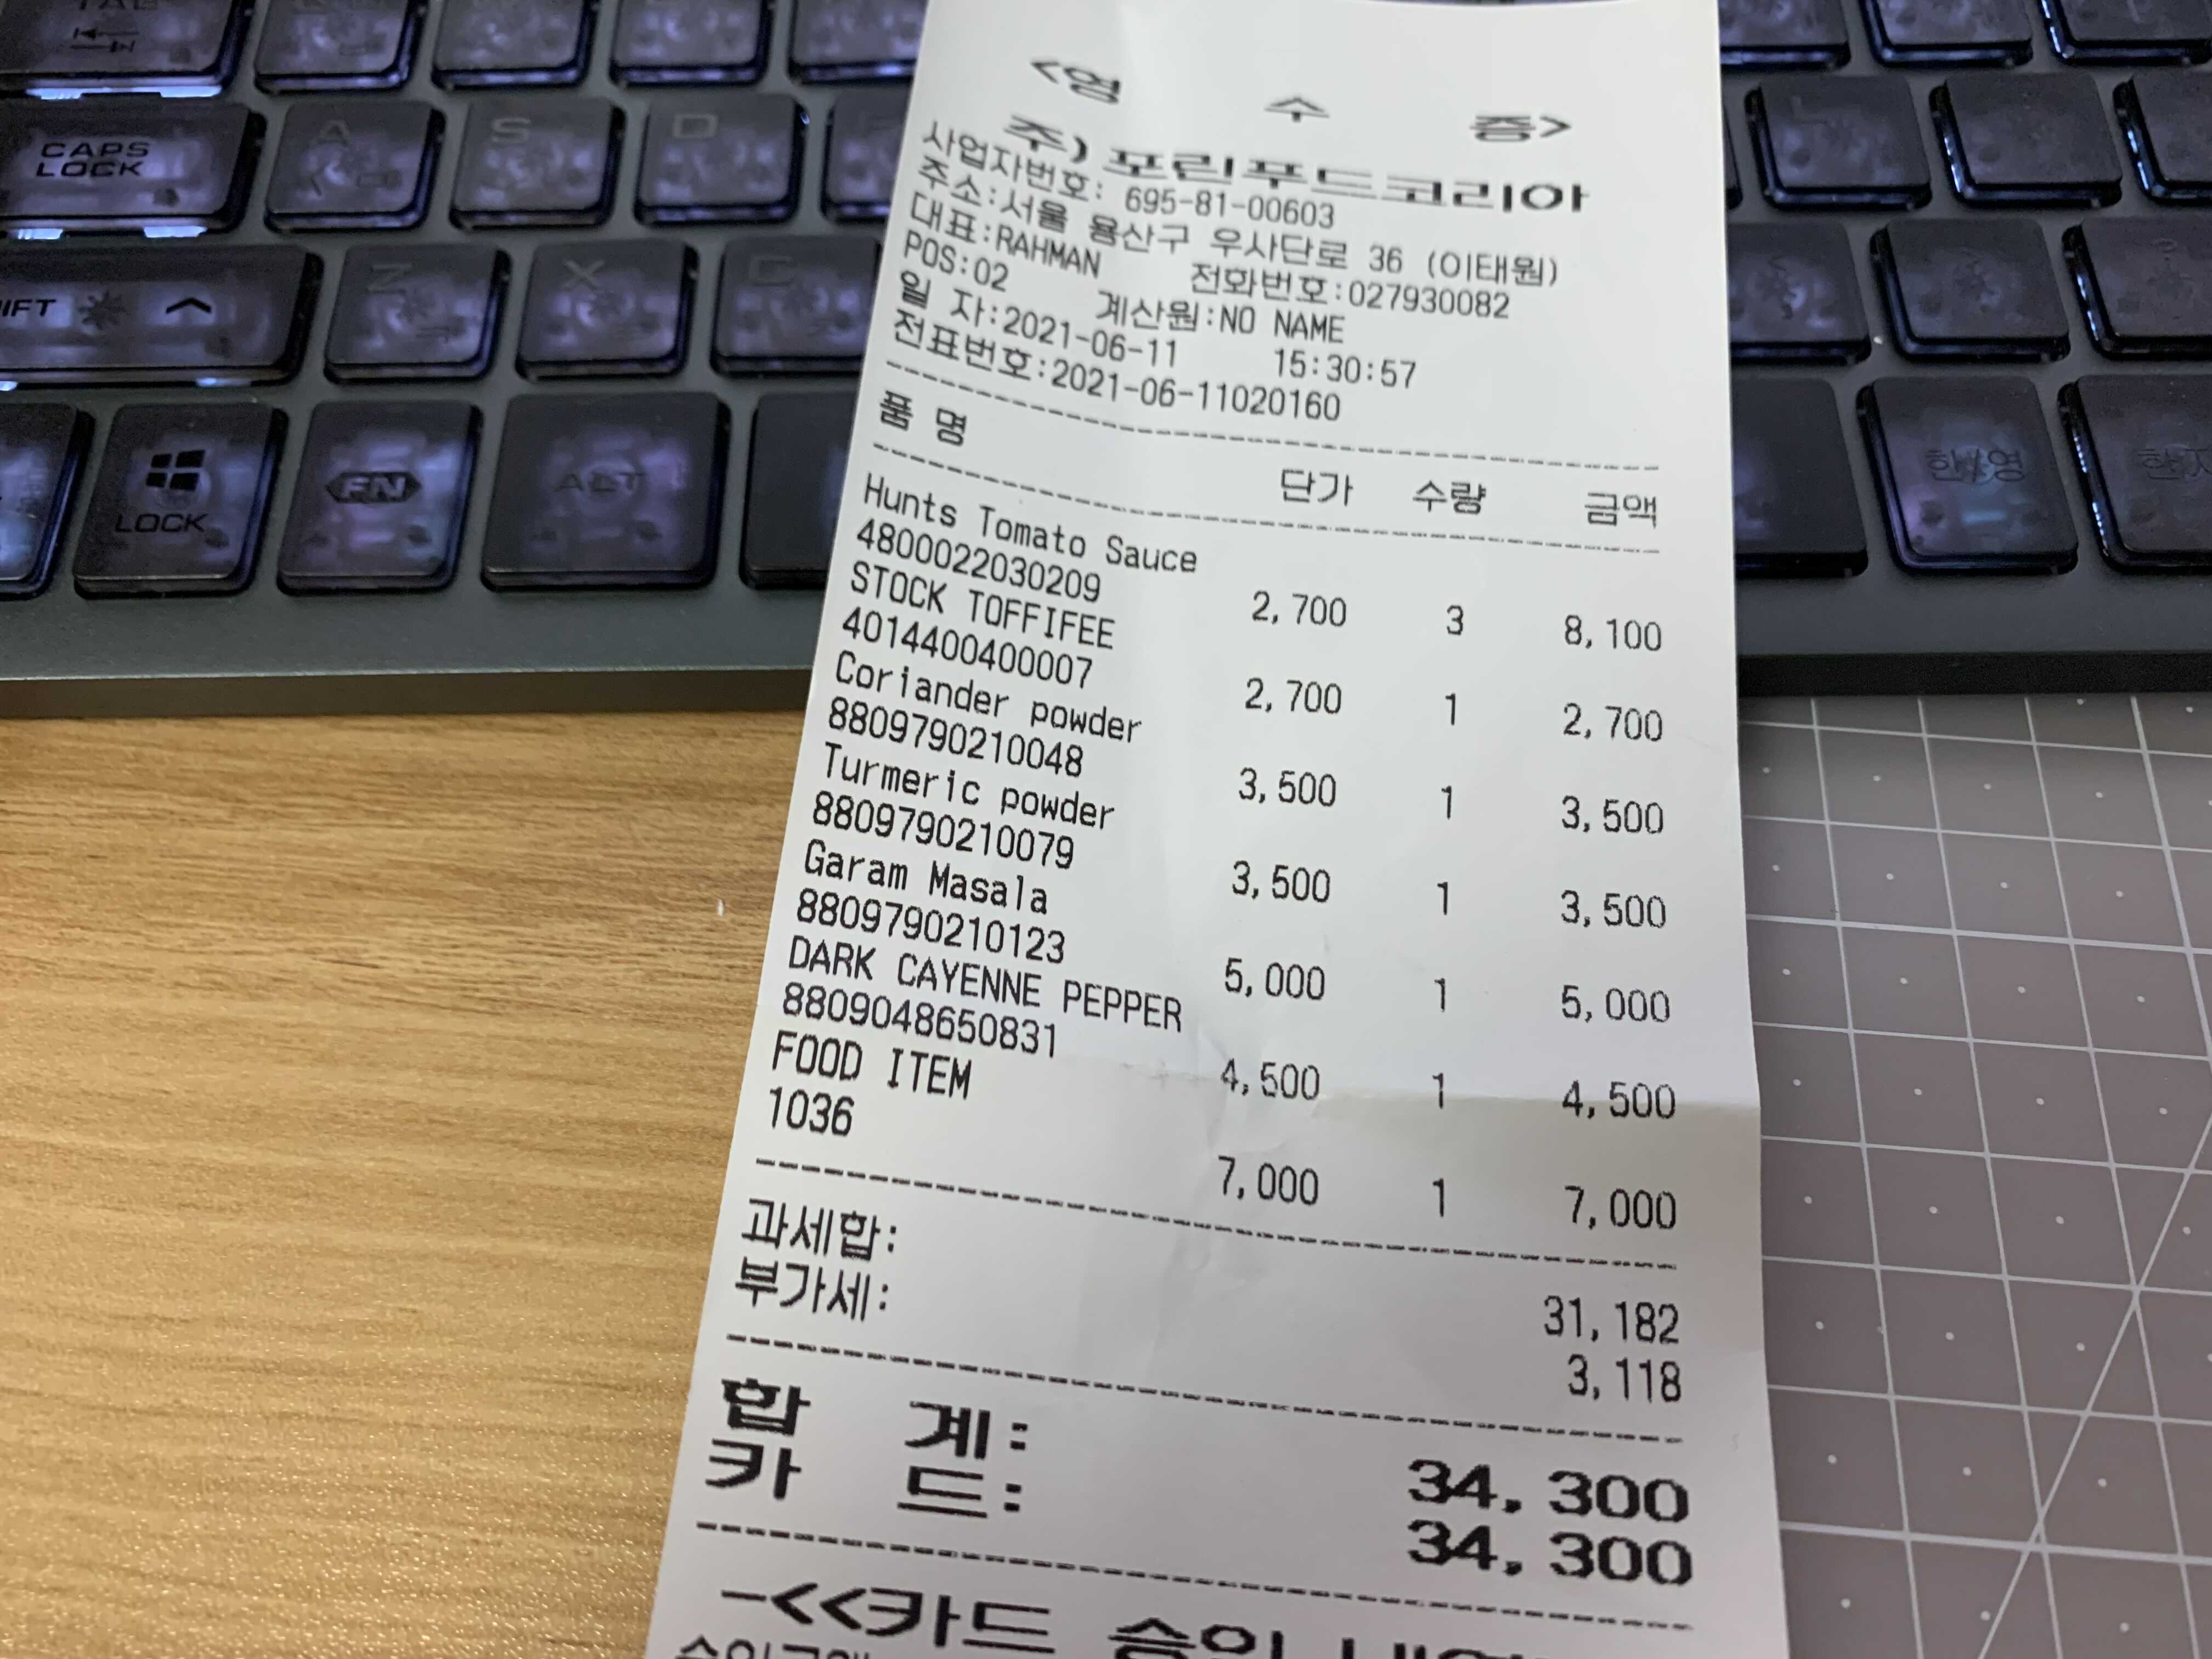 <영 수 증>
주) 포린푸드코리아
사업자번호: 695-81-00603
주소:서울 용산구 우사단로 36 (이태원)
대표:RAHMAN 전화번호:027930082
POS:02 계산원:NO NAME
일 자:2021-06-11 15:30:57
전표번호:2021-06-11020160
품 명 단가 수량 금액
Hunts Tomato Sauce
4800022030209 2,700 3 8,100
STOCK TOFFIFEE
4014400400007 2,700 1 2,700
Coriander powder
8809790210048 3,500 1 3,500
Turmeric powder
8809790210079 3,500 1 3,500
Garam Masala
8809790210123 5,000 1 5,000
DARK CAYENNE PEPPER
8809048650831 4,500 1 4,500
FOOD ITEM
1036 7,000 1 7,000
과세합: 31,182
부가세: 3,118
합 계: 34,300
카 드: 34,300
-<<카드 승인
CAPS
LOCK
A
S
D
Z
X
C
LOCK
FN
ALT
한/영